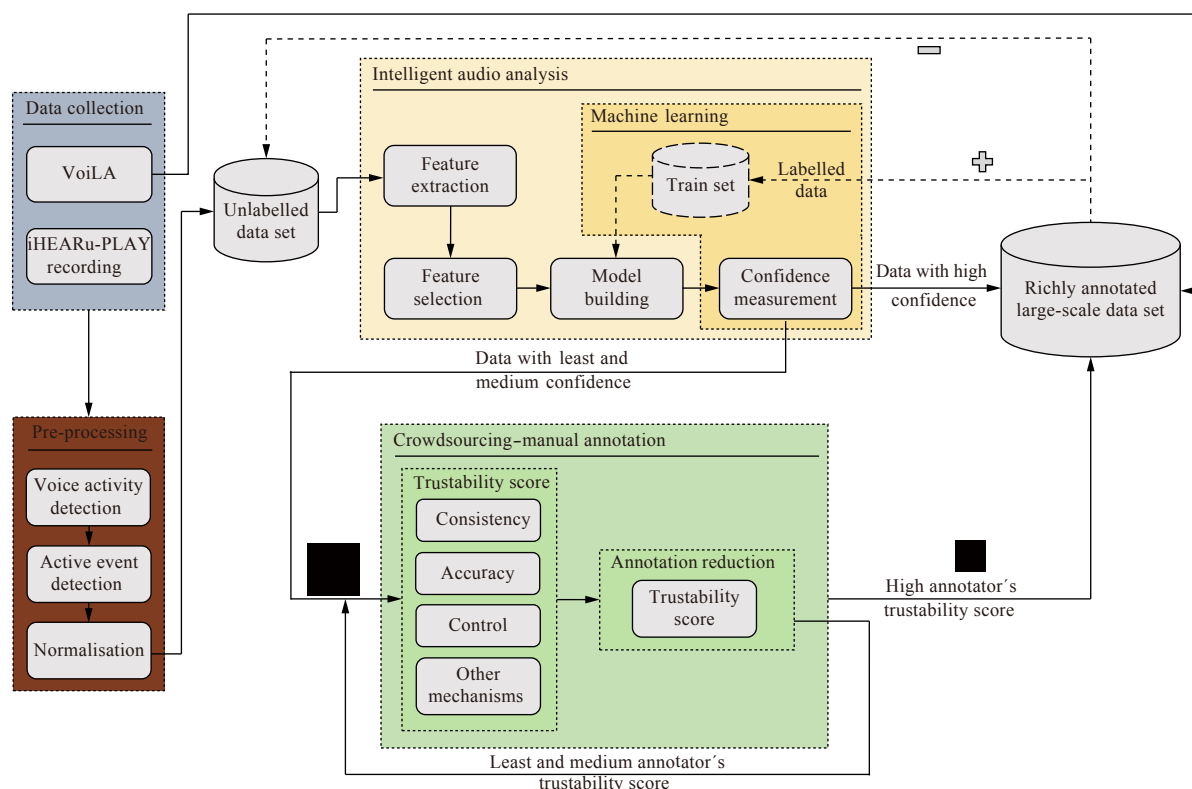 Data collection
VoiLA
iHEARu-PLAY
recording
Pre-processing
Voice activity
detection
Active event
detection
Normalisation
Unlabelled
data set
Intelligent audio analysis
Feature
extraction
Feature
selection
Machine learning
Train set
Model
building
Confidence
measurement
Labelled
data
Data with high
confidence
Richly annotated
large-scale data set
Data with least and
medium confidence
Crowdsourcing-manual annotation
Trustability score
Consistency
Accuracy
Control
Other
mechanisms
Annotation reduction
Trustability
score
High annotator´s
trustability score
Least and medium annotator´s
trustability score